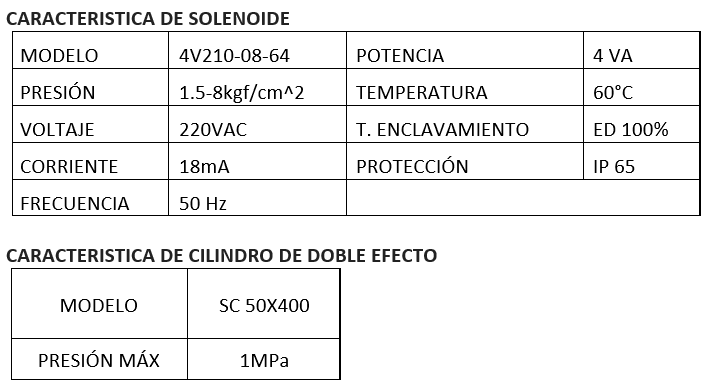 CARACTERISTICA DE SOLENOIDE
MODELO 4V210-08-64 POTENCIA 4 VA
PRESIÓN 1.5-8kgf/cm^2 TEMPERATURA 60°C
VOLTAJE 220VAC T. ENCLAVAMIENTO ED 100%
CORRIENTE 18mA PROTECCIÓN IP 65
FRECUENCIA 50 Hz
CARACTERISTICA DE CILINDRO DE DOBLE EFECTO
MODELO SC 50X400
PRESIÓN MÁX 1MPa